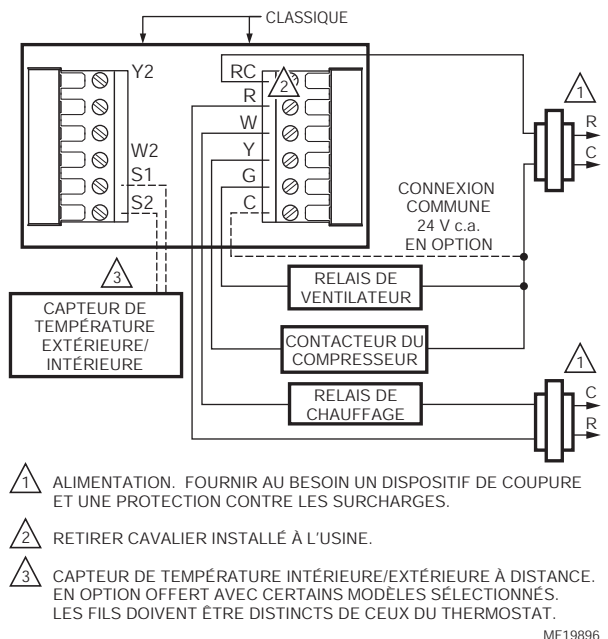 CLASSIQUE
Y2
W2
S1
S2
RC
R
W
Y
G
C
2
1
R
C
CONNEXION
COMMUNE
24 V c.a.
EN OPTION
3
CAPTEUR DE
TEMPÉRATURE
EXTÉRIEURE/
INTÉRIEURE
RELAIS DE
VENTILATEUR
CONTACTEUR DU
COMPRESSEUR
RELAIS DE
CHAUFFAGE
1
C
R
1 ALIMENTATION. FOURNIR AU BESOIN UN DISPOSITIF DE COUPURE
ET UNE PROTECTION CONTRE LES SURCHARGES.
2 RETIRER CAVALIER INSTALLÉ À L'USINE.
3 CAPTEUR DE TEMPÉRATURE INTÉRIEURE/EXTÉRIEURE À DISTANCE.
EN OPTION OFFERT AVEC CERTAINS MODÈLES SÉLECTIONNÉS.
LES FILS DOIVENT ÊTRE DISTINCTS DE CEUX DU THERMOSTAT.
MF19896